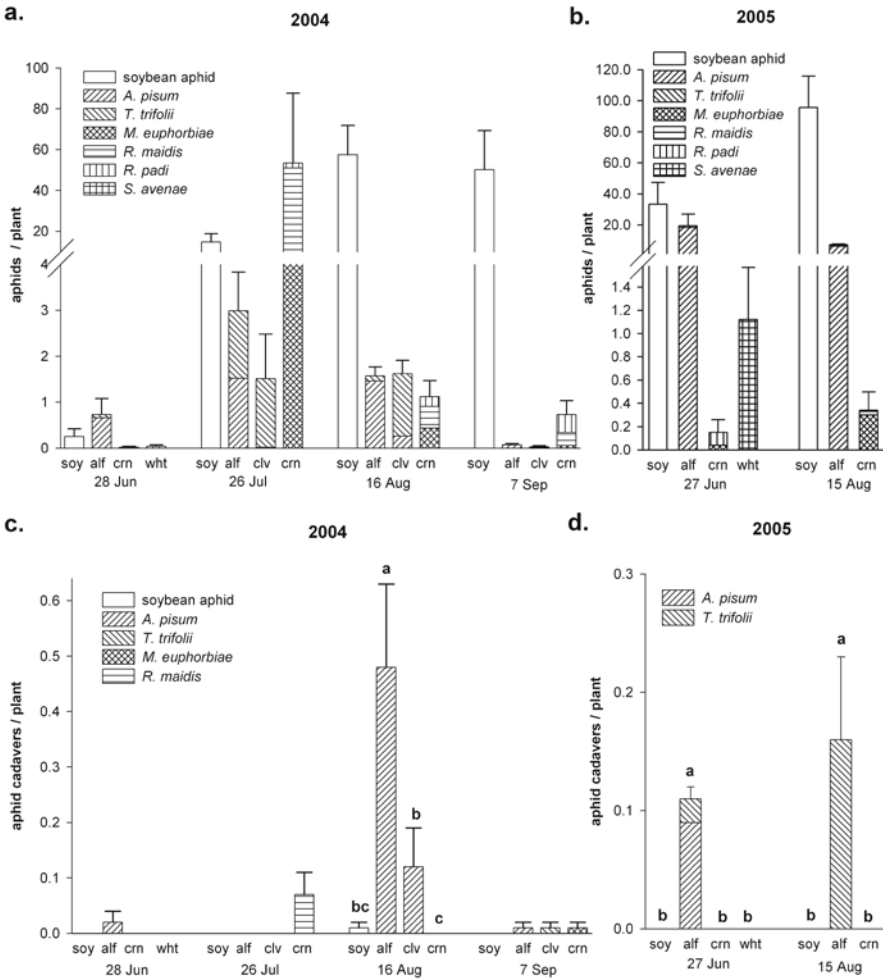 a.
2004
100
80
60
40
20
4
3
2
1
0
aphids / plant
soybean aphid
A. pisum
T. trifolii
M. euphorbiae
R. maidis
R. padi
S. avenae
soy alf crn wht
28 Jun
soy alf clv crn
26 Jul
soy alf clv crn
16 Aug
soy alf clv crn
7 Sep
b.
2005
120.0
100.0
80.0
60.0
40.0
20.0
1.4
1.2
1.0
0.8
0.6
0.4
0.2
0.0
aphids / plant
soybean aphid
A. pisum
T. trifolii
M. euphorbiae
R. maidis
R. padi
S. avenae
soy alf crn wht
27 Jun
soy alf crn
15 Aug
c.
2004
0.6
0.5
0.4
0.3
0.2
0.1
0.0
aphid cadavers / plant
soybean aphid
A. pisum
T. trifolii
M. euphorbiae
R. maidis
a
b
bc
c
soy alf crn wht
28 Jun
soy alf clv crn
26 Jul
soy alf clv crn
16 Aug
soy alf clv crn
7 Sep
d.
2005
0.3
0.2
0.1
0.0
aphid cadavers / plant
A. pisum
T. trifolii
a
a
b b b b b
soy alf crn wht
27 Jun
soy alf crn
15 Aug